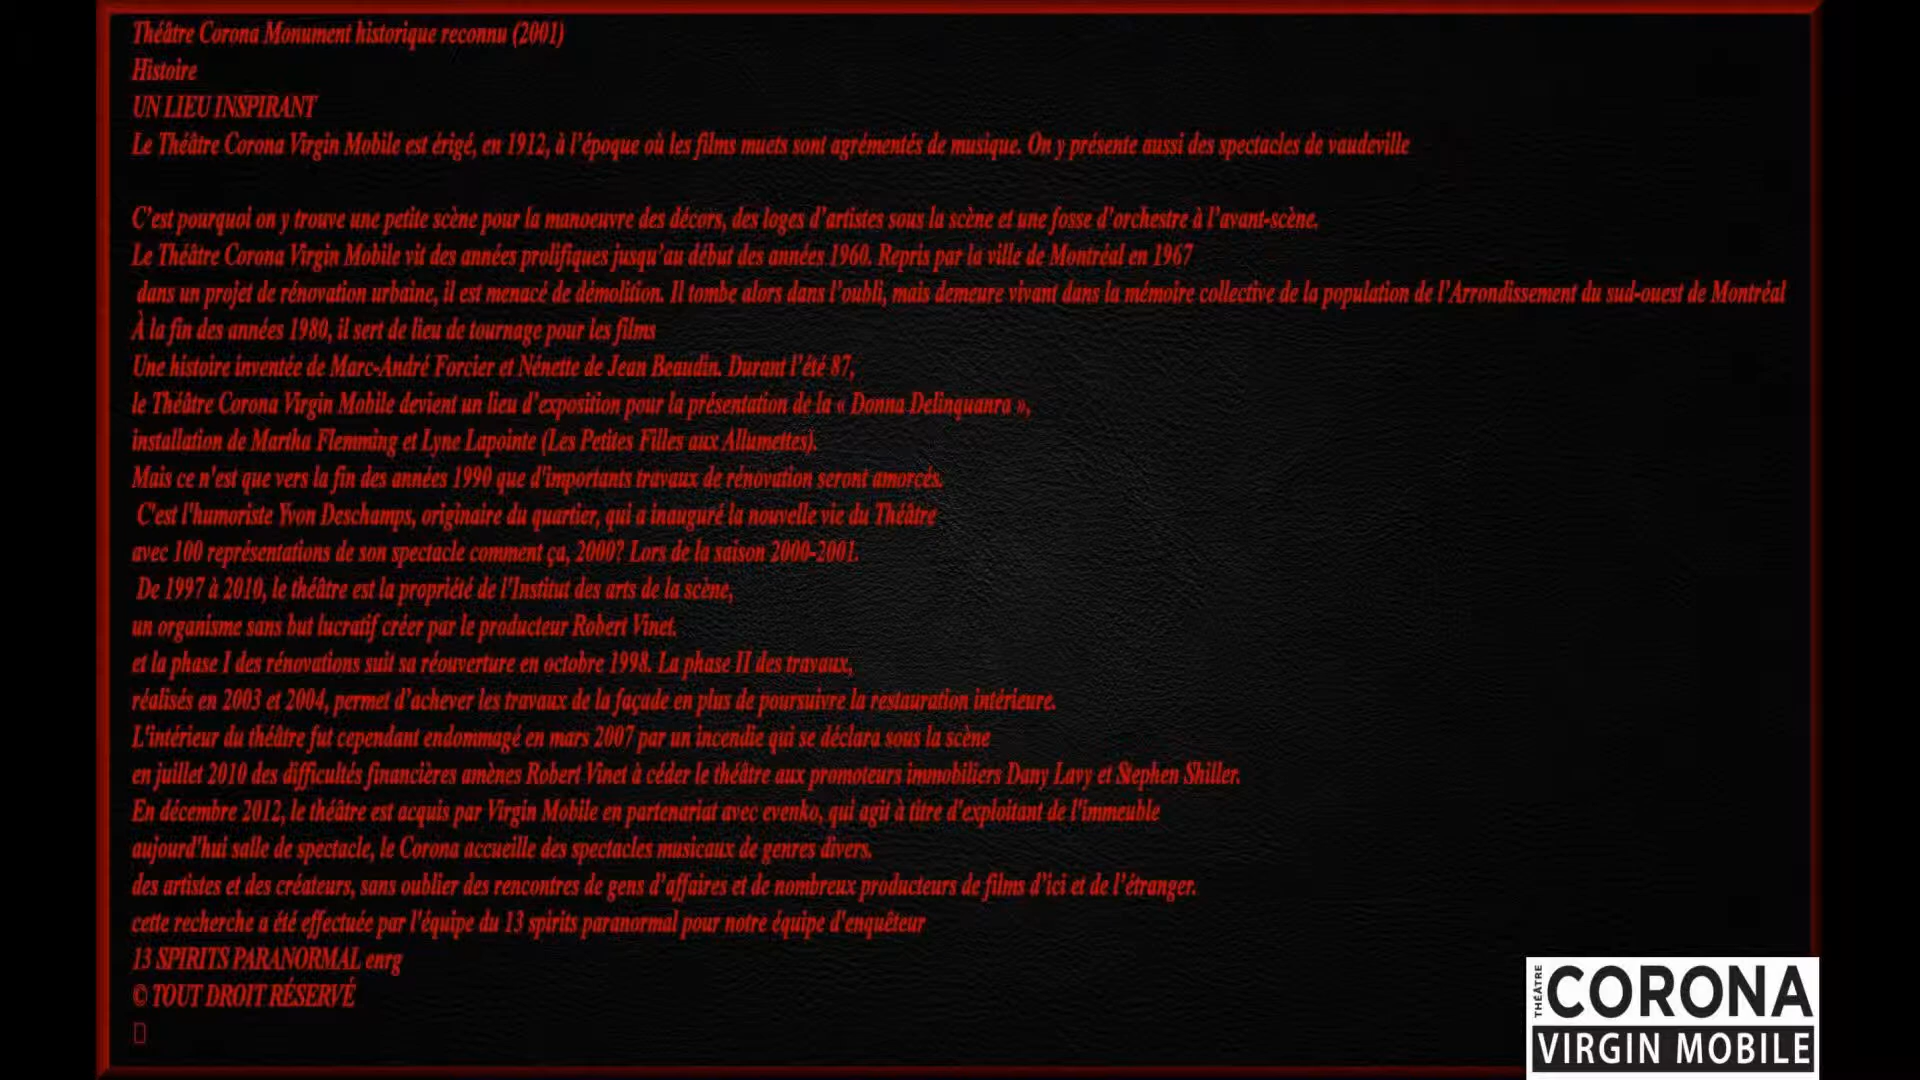 Théâtre Corona Monument historique reconnu (2001)
Histoire
UN LIEU INSPIRANT
Le Théâtre Corona Virgin Mobile est érigé, en 1912, à l'époque où les films muets sont agrémentés de musique. On y présente aussi des spectacles de vaudeville
C'est pourquoi on y trouve une petite scène pour la manoeuvre des décors, des loges d'artistes sous la scène et une fosse d'orchestre à l'avant-scène.
Le Théâtre Corona Virgin Mobile vit des années prolifiques jusqu'au début des années 1960. Repris par la ville de Montréal en 1967
dans un projet de rénovation urbaine, il est menacé de démolition. Il tombe alors dans l'oubli, mais demeure vivant dans la mémoire collective de la population de l'Arrondissement du sud-ouest de Montréal
À la fin des années 1980, il sert de lieu de tournage pour les films
Une histoire inventée de Marc-André Forcier et Nénette de Jean Beaudin. Durant l'été 87,
le Théâtre Corona Virgin Mobile devient un lieu d'exposition pour la présentation de la « Donna Delinquanra »,
installation de Martha Flemming et Lyne Lapointe (Les Petites Filles aux Allumettes).
Mais ce n'est que vers la fin des années 1990 que d'importants travaux de rénovation seront amorcés.
C'est l'humoriste Yvon Deschamps, originaire du quartier, qui a inauguré la nouvelle vie du Théâtre
avec 100 représentations de son spectacle comment ça, 2000? Lors de la saison 2000-2001.
De 1997 à 2010, le théâtre est la propriété de l'Institut des arts de la scène,
un organisme sans but lucratif créer par le producteur Robert Vinet.
et la phase I des rénovations suit sa réouverture en octobre 1998. La phase II des travaux,
réalisés en 2003 et 2004, permet d'achever les travaux de la façade en plus de poursuivre la restauration intérieure.
L'intérieur du théâtre fut cependant endommagé en mars 2007 par un incendie qui se déclara sous la scène
en juillet 2010 des difficultés financières amènes Robert Vinet à céder le théâtre aux promoteurs immobiliers Dany Lavy et Stephen Shiller.
En décembre 2012, le théâtre est acquis par Virgin Mobile en partenariat avec evenko, qui agit à titre d'exploitant de l'immeuble
aujourd'hui salle de spectacle, le Corona accueille des spectacles musicaux de genres divers.
des artistes et des créateurs, sans oublier des rencontres de gens d'affaires et de nombreux producteurs de films d'ici et de l'étranger.
cette recherche a été effectuée par l'équipe du 13 spirits paranormal pour notre équipe d'enquêteur
13 SPIRITS PARANORMAL enrg
© TOUT DROIT RÉSERVÉ
THÉÂTRE
CORONA
VIRGIN MOBILE